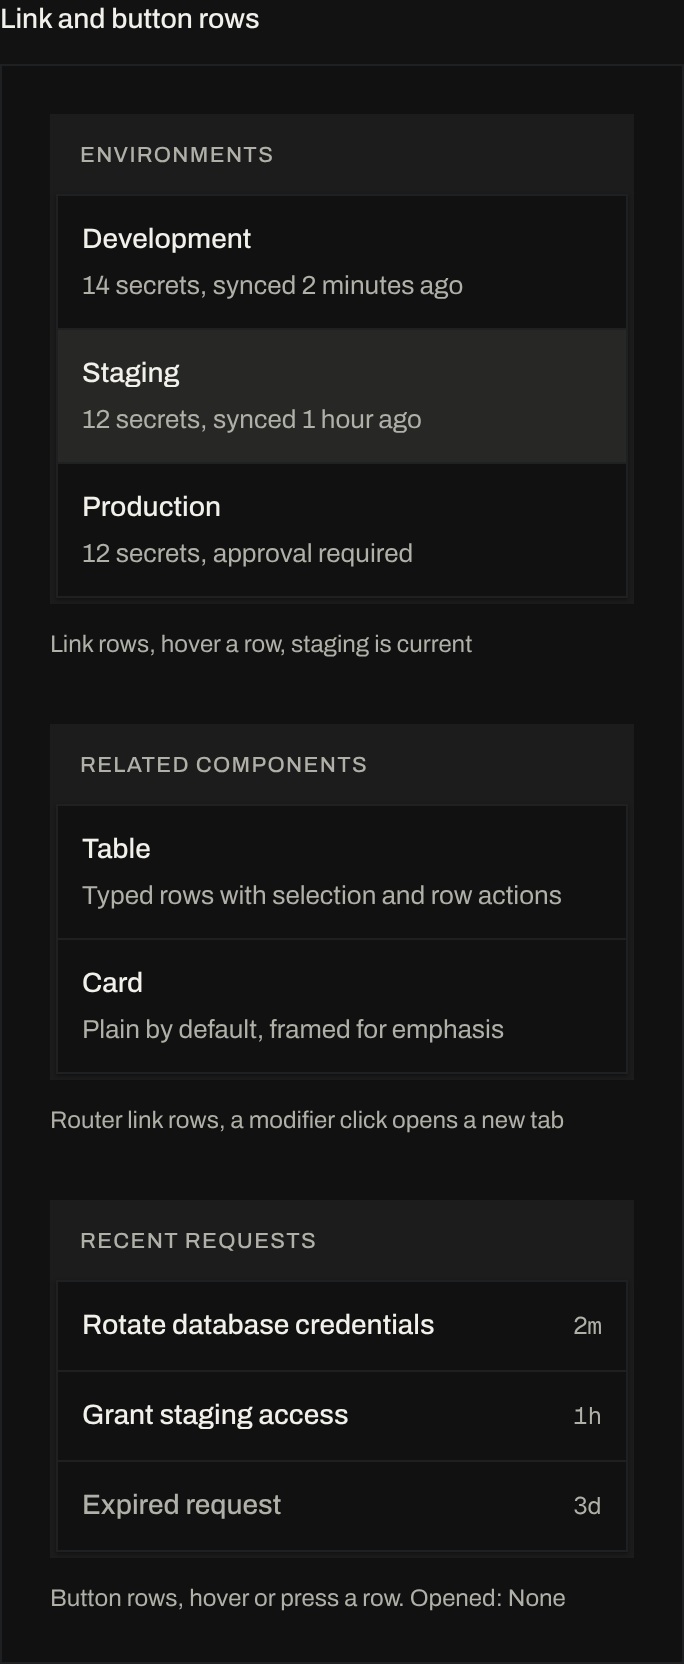 Link and button rows
ENVIRONMENTS
Development
14 secrets, synced 2 minutes ago
Staging
12 secrets, synced 1 hour ago
Production
12 secrets, approval required
Link rows, hover a row, staging is current
RELATED COMPONENTS
Table
Typed rows with selection and row actions
Card
Plain by default, framed for emphasis
Router link rows, a modifier click opens a new tab
RECENT REQUESTS
Rotate database credentials 2m
Grant staging access 1h
Expired request 3d
Button rows, hover or press a row. Opened: None